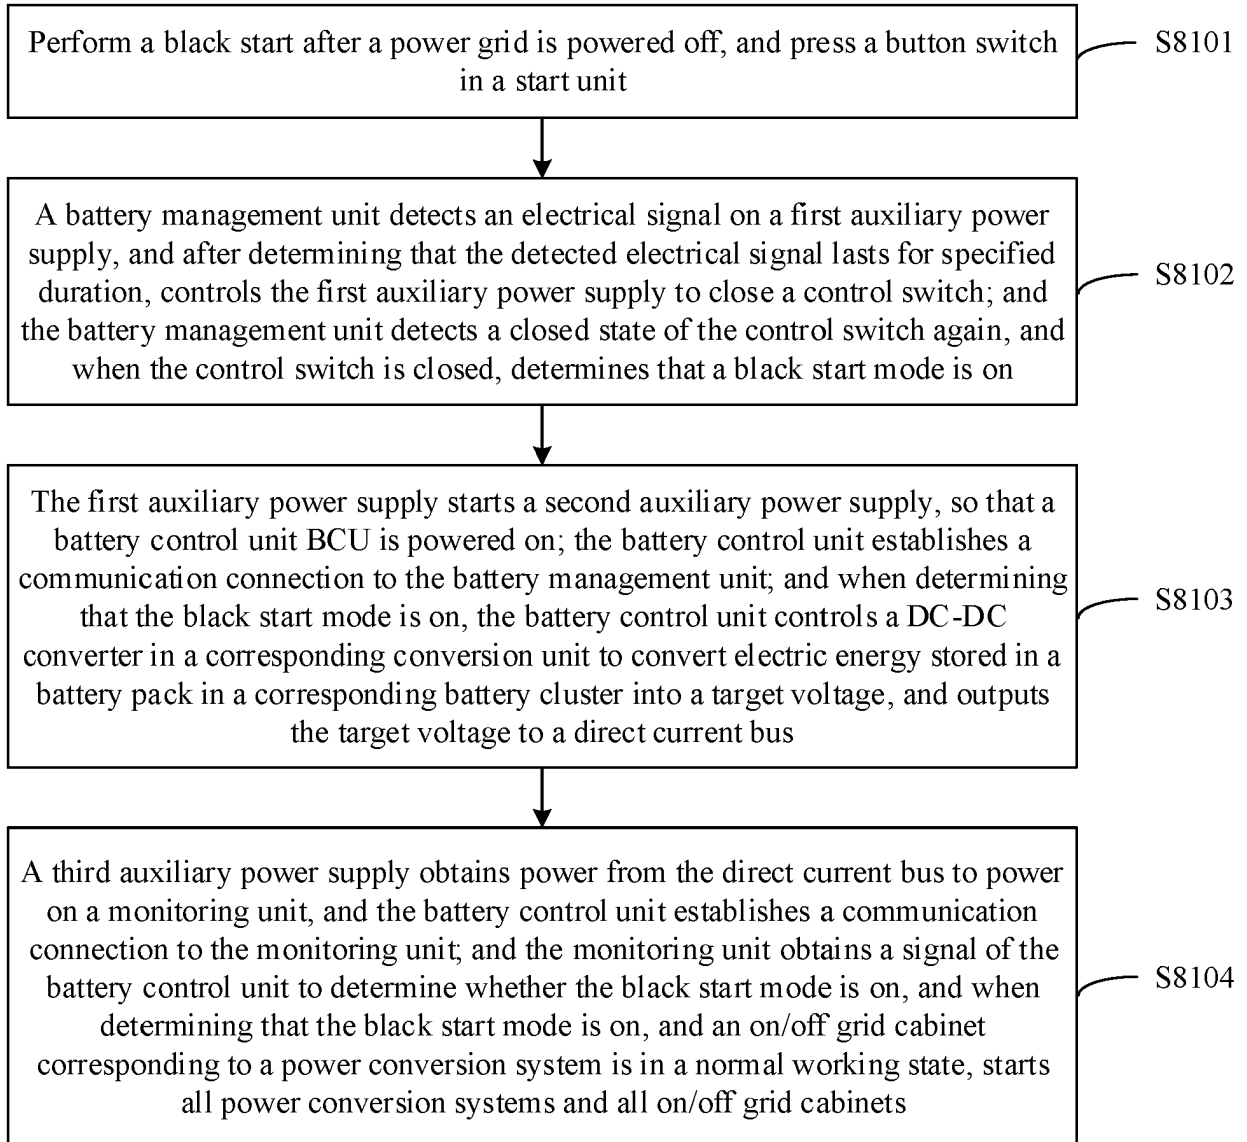 Perform a black start after a power grid is powered off, and press a button switch
in a start unit
S8101
A battery management unit detects an electrical signal on a first auxiliary power
supply, and after determining that the detected electrical signal lasts for specified
duration, controls the first auxiliary power supply to close a control switch; and
the battery management unit detects a closed state of the control switch again, and
when the control switch is closed, determines that a black start mode is on
S8102
The first auxiliary power supply starts a second auxiliary power supply, so that a
battery control unit BCU is powered on; the battery control unit establishes a
communication connection to the battery management unit; and when determining
that the black start mode is on, the battery control unit controls a DC-DC
converter in a corresponding conversion unit to convert electric energy stored in a
battery pack in a corresponding battery cluster into a target voltage, and outputs
the target voltage to a direct current bus
S8103
A third auxiliary power supply obtains power from the direct current bus to power
on a monitoring unit, and the battery control unit establishes a communication
connection to the monitoring unit; and the monitoring unit obtains a signal of the
battery control unit to determine whether the black start mode is on, and when
determining that the black start mode is on, and an on/off grid cabinet
corresponding to a power conversion system is in a normal working state, starts
all power conversion systems and all on/off grid cabinets
S8104